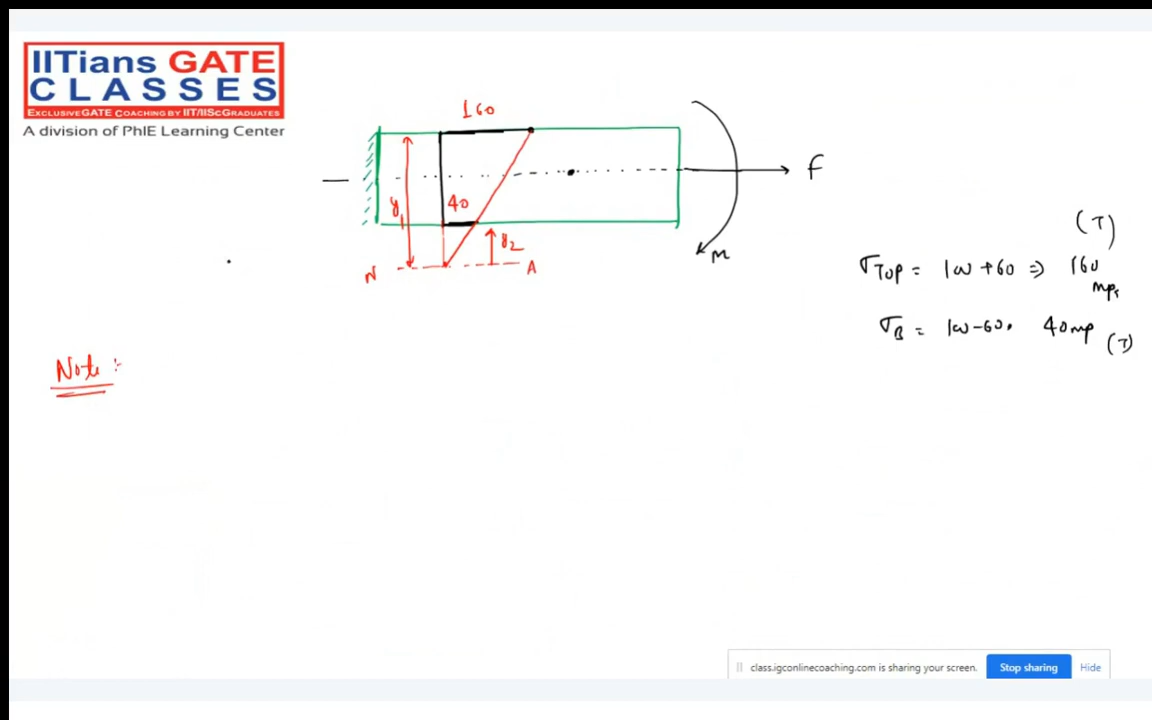 IITians GATE
CLASSES
EXCLUSIVE GATE COACHING BY IIT/IISc GRADUATES
A division of PhIE Learning Center
160
F
40
y1
y2
M
N
A
(T)
σTop = 100 + 60 ⇒ 160
mpa
σB = 100 - 60. 40mp (T)
Note :-
class.igconlinecoaching.com is sharing your screen.
Stop sharing
Hide